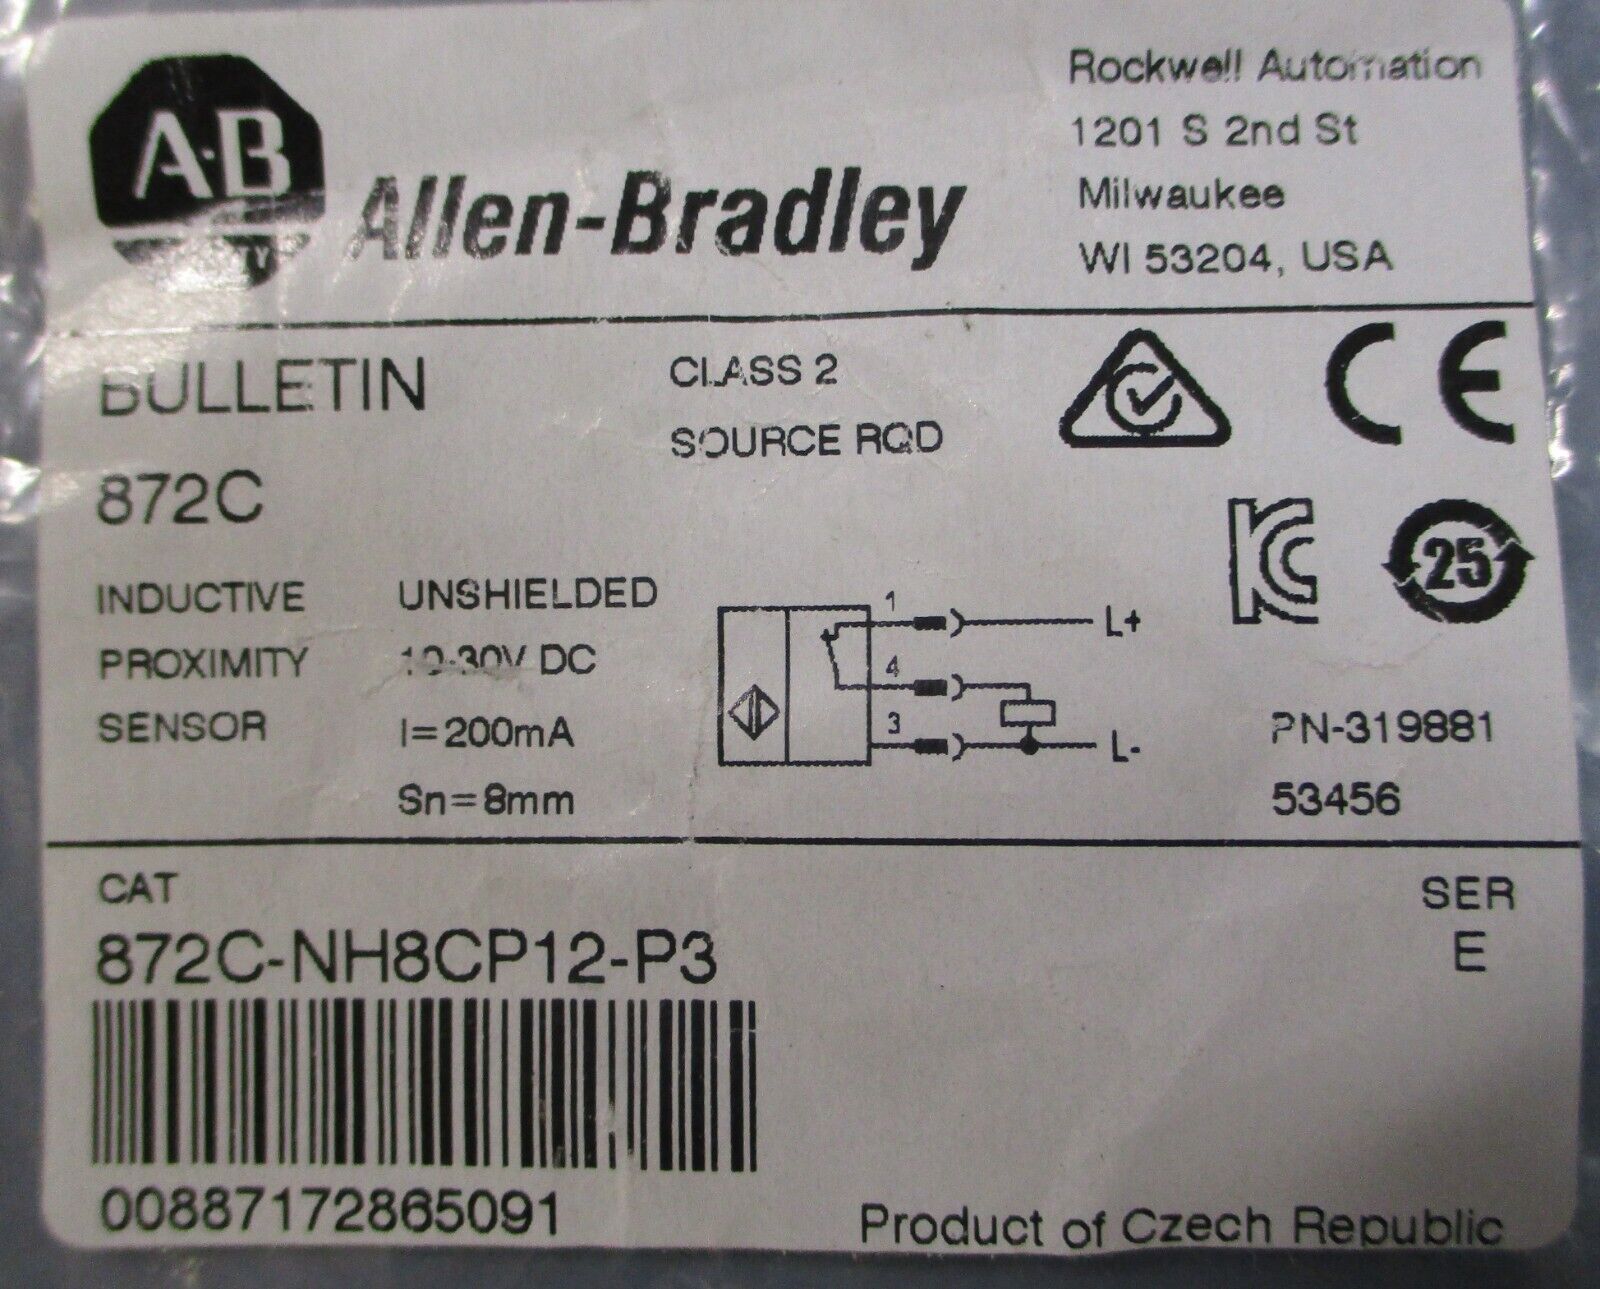 A·B
Allen-Bradley
Rockwell Automation
1201 S 2nd St
Milwaukee
WI 53204, USA
BULLETIN
872C
CLASS 2
SOURCE RQD
CE
KC
25
INDUCTIVE
PROXIMITY
SENSOR
UNSHIELDED
10-30V DC
I=200mA
Sn=8mm
1
L+
4
3
L-
PN-319881
53456
CAT
872C-NH8CP12-P3
SER
E
00887172865091
Product of Czech Republic